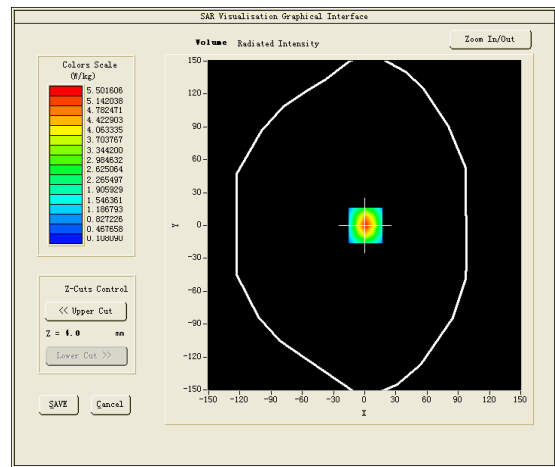 SAR Visualisation Graphical Interface
Volume Radiated Intensity
Zoom In/Out
Colors Scale
(W/kg)
5.501606
5.142038
4.782471
4.422903
4.063335
3.703767
3.344200
2.984632
2.625064
2.265497
1.905929
1.546361
1.186793
0.827226
0.467658
0.108090
Z-Cuts Control
<< Upper Cut
Z = 4.0 mm
Lower Cut >>
SAVE Cancel
150
120
90
60
30
0
-30
-60
-90
-120
-150
Y
-150 -120 -90 -60 -30 0 30 60 90 120 150
X